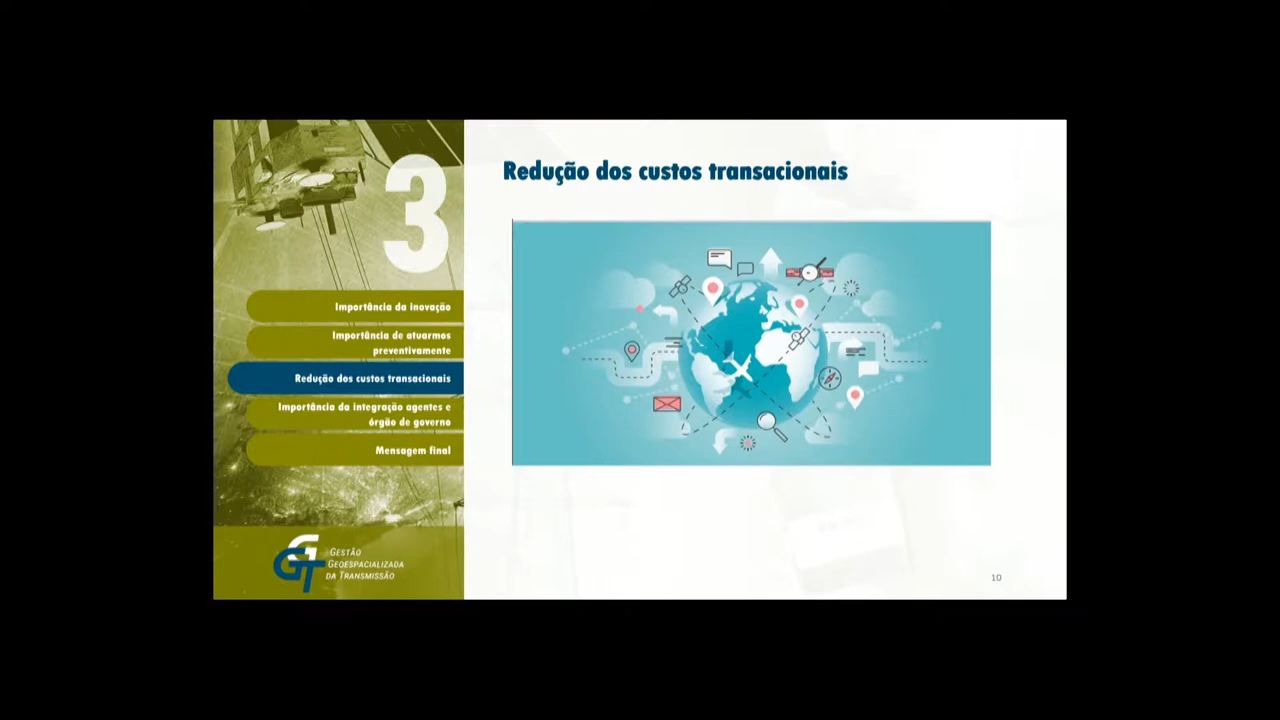 3
Importância da inovação
Importância de atuarmos
preventivamente
Redução dos custos transacionais
Importância da integração agentes e
órgão de governo
Mensagem final
GGT
GESTÃO
GEOESPACIALIZADA
DA TRANSMISSÃO
Redução dos custos transacionais
10